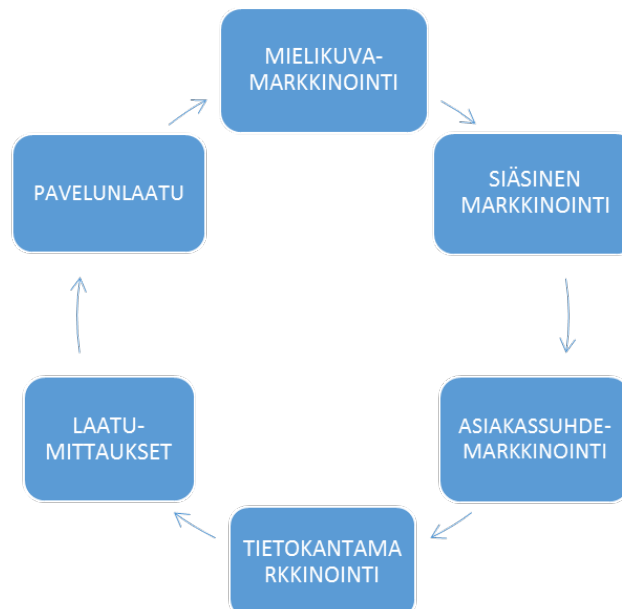 MIELIKUVA-
MARKKINOINTI
SIÄSINEN
MARKKINOINTI
ASIAKASSUHDE-
MARKKINOINTI
TIETOKANTAMA
RKKINOINTI
LAATU-
MITTAUKSET
PAVELUNLAATU